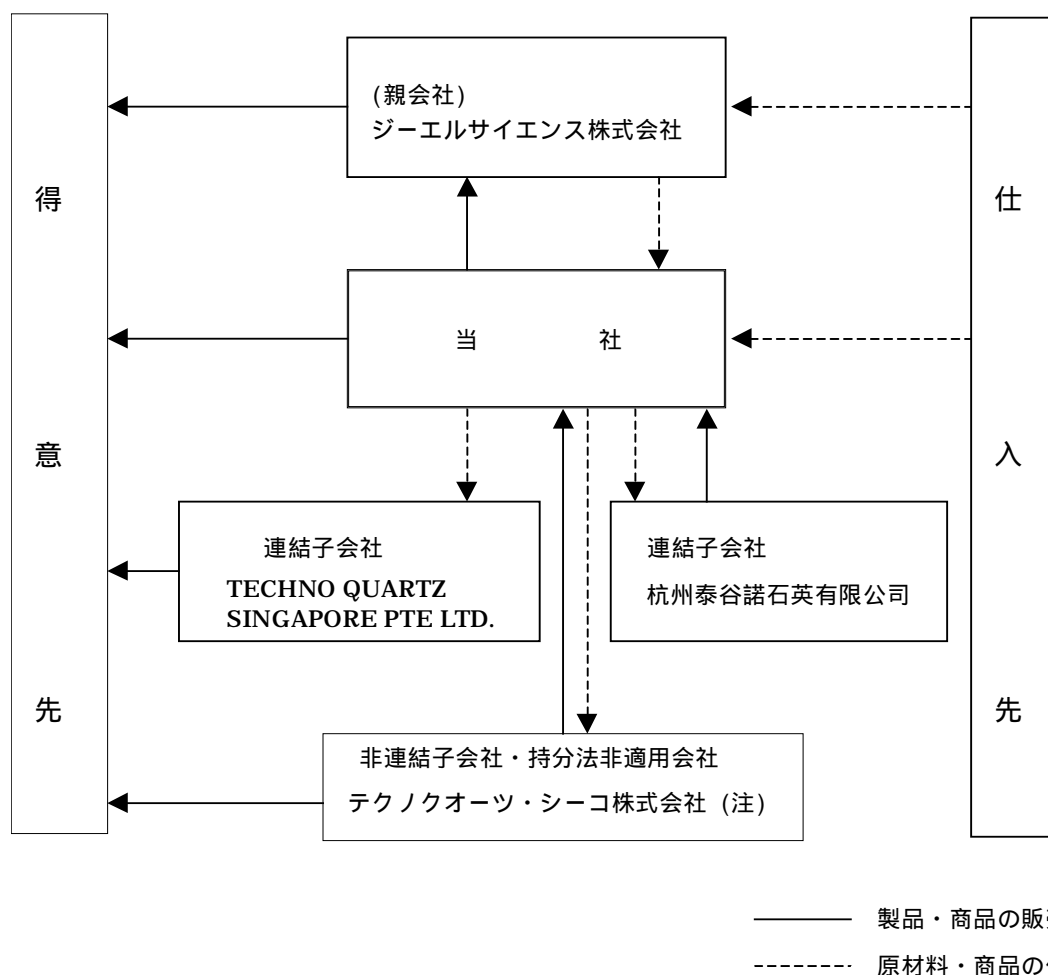 得意先
仕入先
(親会社)
ジーエルサイエンス株式会社
当　　社
連結子会社
TECHNO QUARTZ
SINGAPORE PTE LTD.
連結子会社
杭州泰谷諾石英有限公司
非連結子会社・持分法非適用会社
テクノクオーツ・シーコ株式会社 (注)
製品・商品の販
原材料・商品の